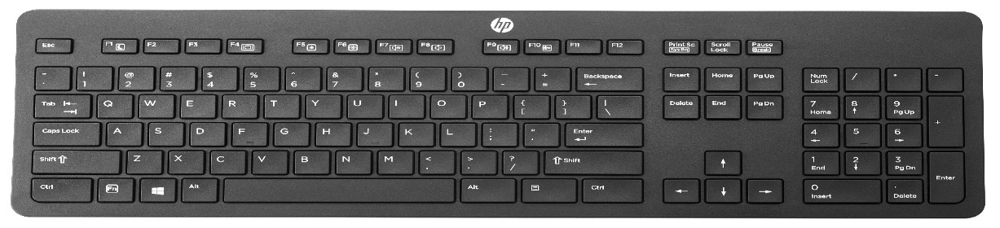 hp
Esc F1 F2 F3 F4 F5 F6 F7 F8 F9 F10 F11 F12 Print Sc Scroll Pause
Sys Rq Lock Break
~ ! @ # $ % ^ & * ( ) _ + Backspace Insert Home Pg Up Num / * -
` 1 2 3 4 5 6 7 8 9 0 - = ← Lock
Tab Q W E R T Y U I O P { } | Delete End Pg Dn 7 8 9 +
[ ] \ Home ↑ Pg Up
Caps Lock A S D F G H J K L : " Enter 4 5 6
; ' ↵ ← →
Shift ⇧ Z X C V B N M < > ? ⇧ Shift ↑ 1 2 3 Enter
, . / End ↓ Pg Dn
Ctrl Fn Alt Alt Ctrl ← ↓ → 0 .
Insert Delete